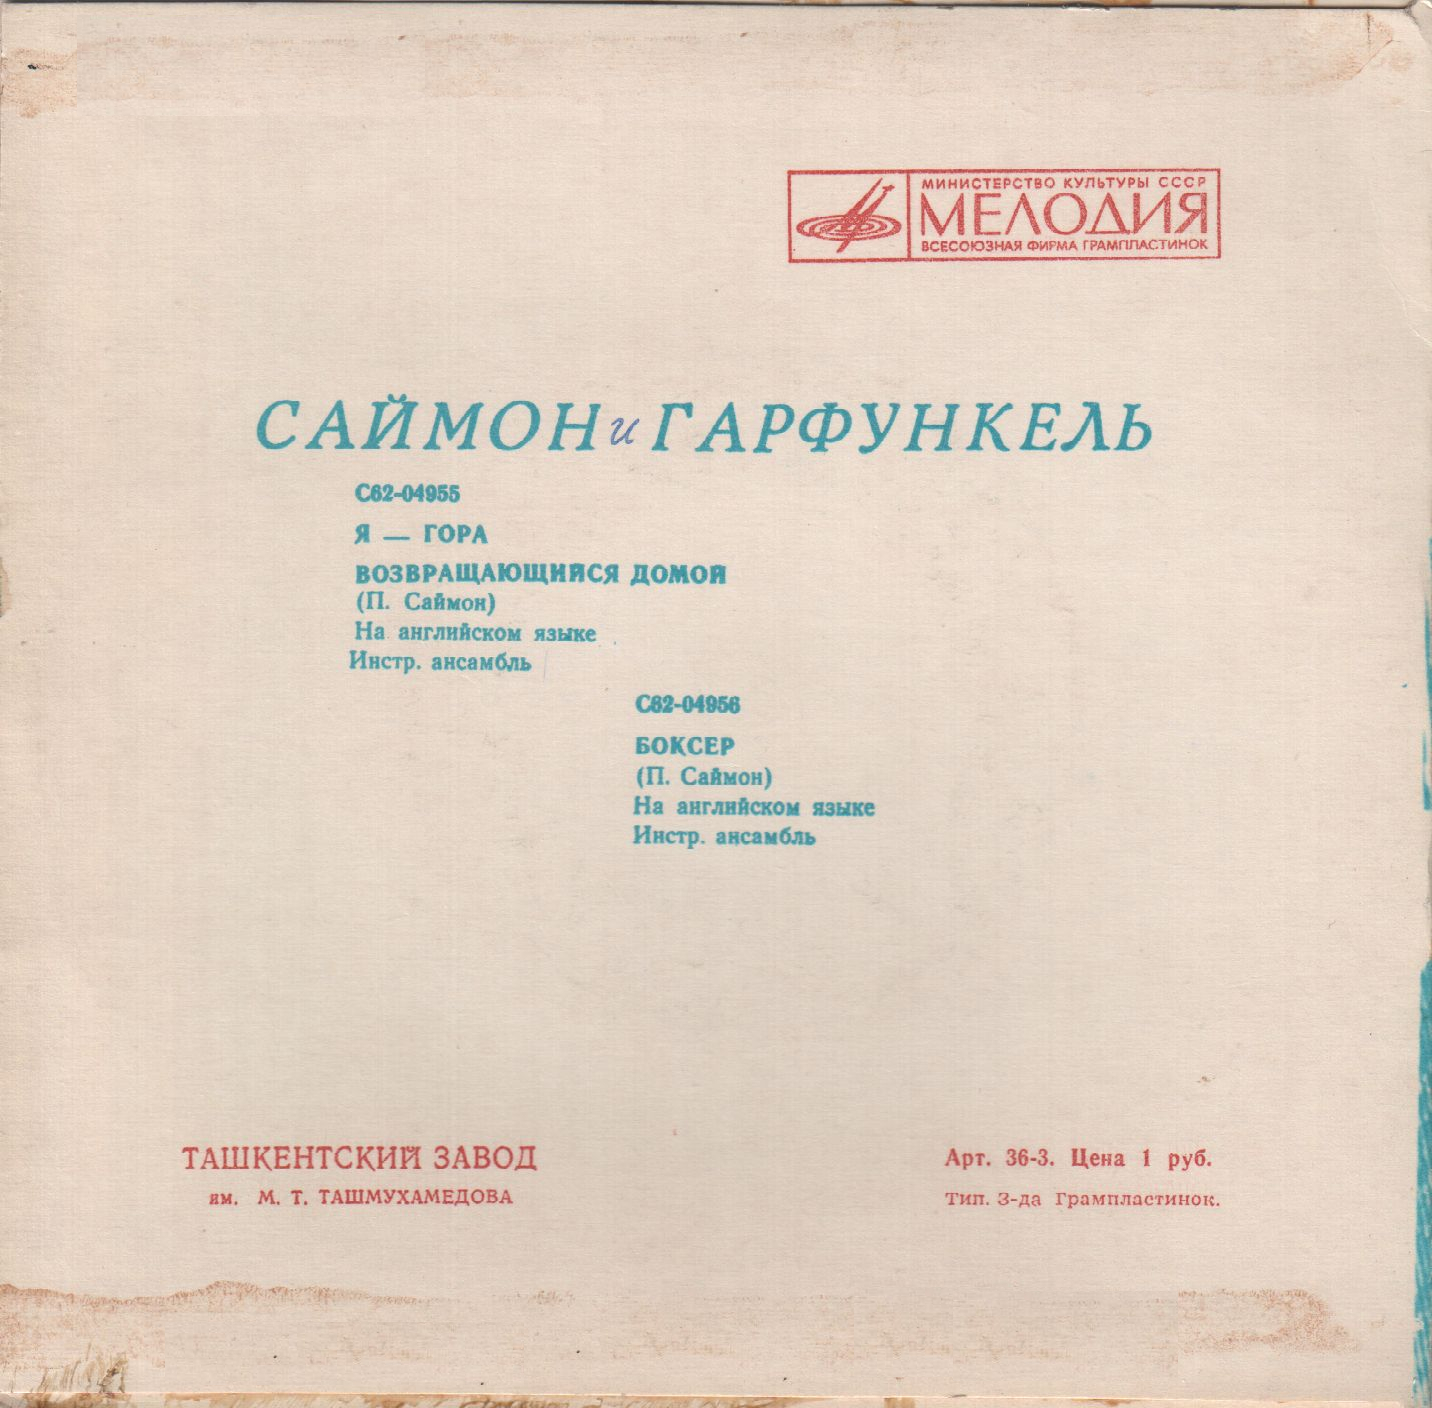 МИНИСТЕРСТВО КУЛЬТУРЫ СССР
МЕЛОДИЯ
ВСЕСОЮЗНАЯ ФИРМА ГРАМПЛАСТИНОК
САЙМОН и ГАРФУНКЕЛЬ
С62-04955
Я — ГОРА
ВОЗВРАЩАЮЩИЙСЯ ДОМОЙ
(П. Саймон)
На английском языке
Инстр. ансамбль
С62-04956
БОКСЕР
(П. Саймон)
На английском языке
Инстр. ансамбль
ТАШКЕНТСКИЙ ЗАВОД
им. М. Т. ТАШМУХАМЕДОВА
Арт. 36-3. Цена 1 руб.
Тип. З-да Грампластинок.